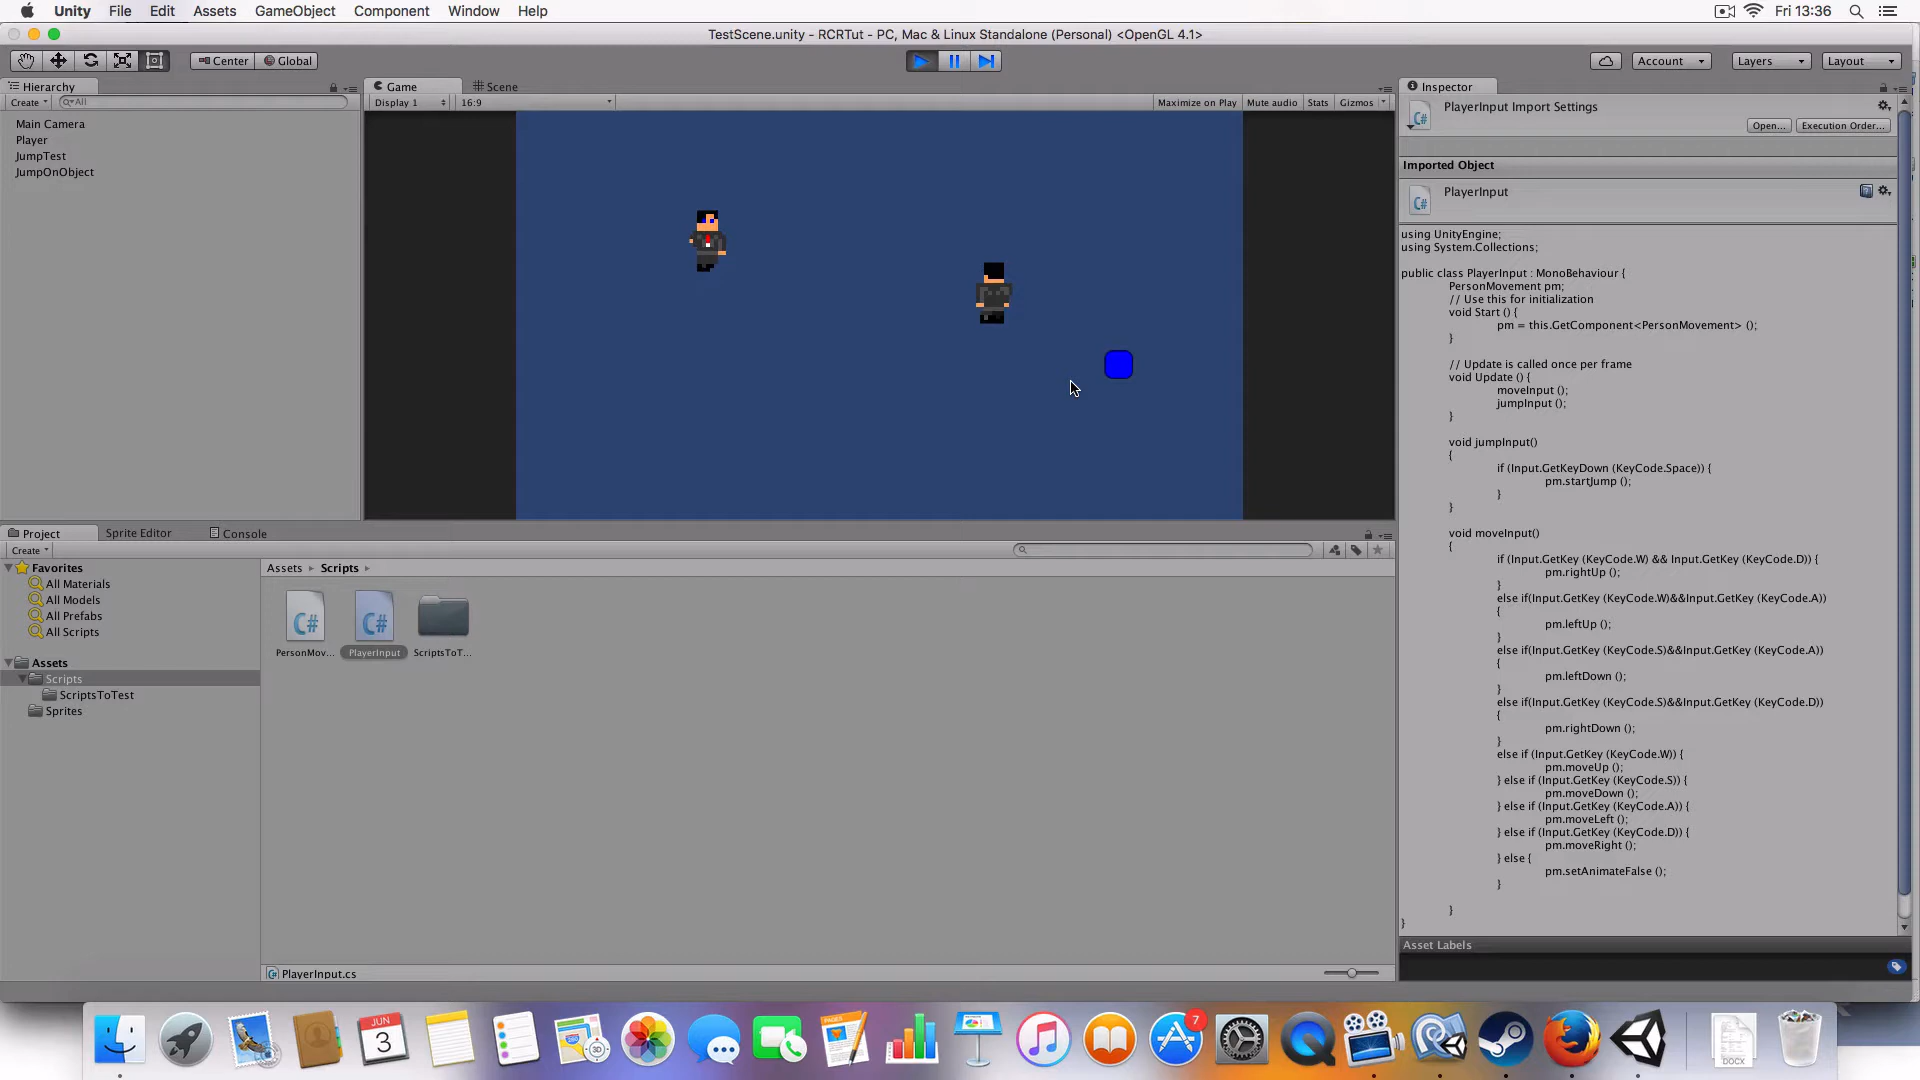 Unity File Edit Assets GameObject Component Window Help Fri 13:36
TestScene.unity - RCRTut - PC, Mac & Linux Standalone (Personal) <OpenGL 4.1>
Center Global Account Layers Layout
Hierarchy
Create All
Main Camera
Player
JumpTest
JumpOnObject
Game Scene
Display 1 16:9 Maximize on Play Mute audio Stats Gizmos
Inspector
PlayerInput Import Settings
Open... Execution Order...
Imported Object
PlayerInput
using UnityEngine;
using System.Collections;
public class PlayerInput : MonoBehaviour {
PersonMovement pm;
// Use this for initialization
void Start () {
pm = this.GetComponent<PersonMovement> ();
}
// Update is called once per frame
void Update () {
moveInput ();
jumpInput ();
}
void jumpInput()
{
if (Input.GetKeyDown (KeyCode.Space)) {
pm.startJump ();
}
}
void moveInput()
{
if (Input.GetKey (KeyCode.W) && Input.GetKey (KeyCode.D)) {
pm.rightUp ();
}
else if(Input.GetKey (KeyCode.W)&&Input.GetKey (KeyCode.A))
{
pm.leftUp ();
}
else if(Input.GetKey (KeyCode.S)&&Input.GetKey (KeyCode.A))
{
pm.leftDown ();
}
else if(Input.GetKey (KeyCode.S)&&Input.GetKey (KeyCode.D))
{
pm.rightDown ();
}
else if (Input.GetKey (KeyCode.W)) {
pm.moveUp ();
} else if (Input.GetKey (KeyCode.S)) {
pm.moveDown ();
} else if (Input.GetKey (KeyCode.A)) {
pm.moveLeft ();
} else if (Input.GetKey (KeyCode.D)) {
pm.moveRight ();
} else {
pm.setAnimateFalse ();
}
}
}
Asset Labels
Project Sprite Editor Console
Create
Favorites
All Materials
All Models
All Prefabs
All Scripts
Assets
Scripts
ScriptsToTest
Sprites
Assets Scripts
C# C#
PersonMov... PlayerInput ScriptsToT...
PlayerInput.cs
JUN
3
3D
7
DOCX